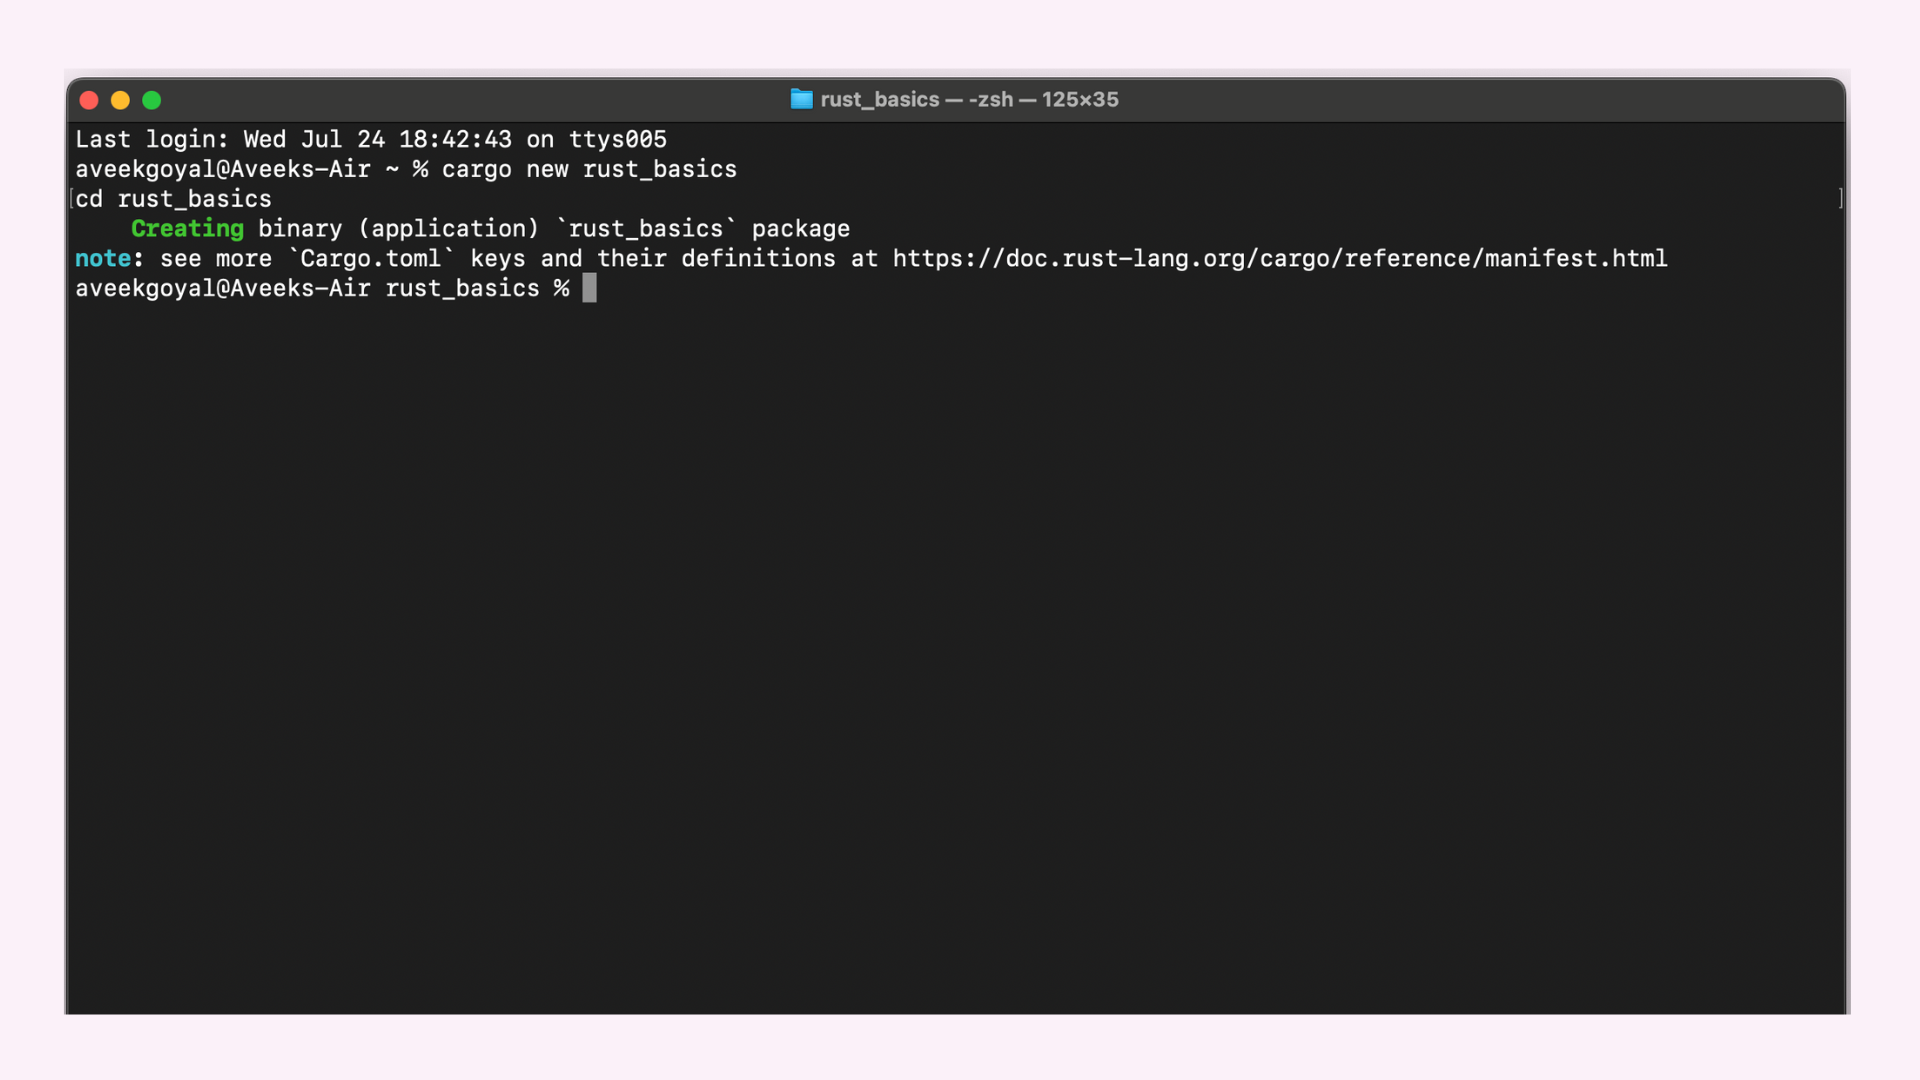 rust_basics — -zsh — 125×35
Last login: Wed Jul 24 18:42:43 on ttys005
aveekgoyal@Aveeks-Air ~ % cargo new rust_basics
[cd rust_basics ]
Creating binary (application) `rust_basics` package
note: see more `Cargo.toml` keys and their definitions at https://doc.rust-lang.org/cargo/reference/manifest.html
aveekgoyal@Aveeks-Air rust_basics %